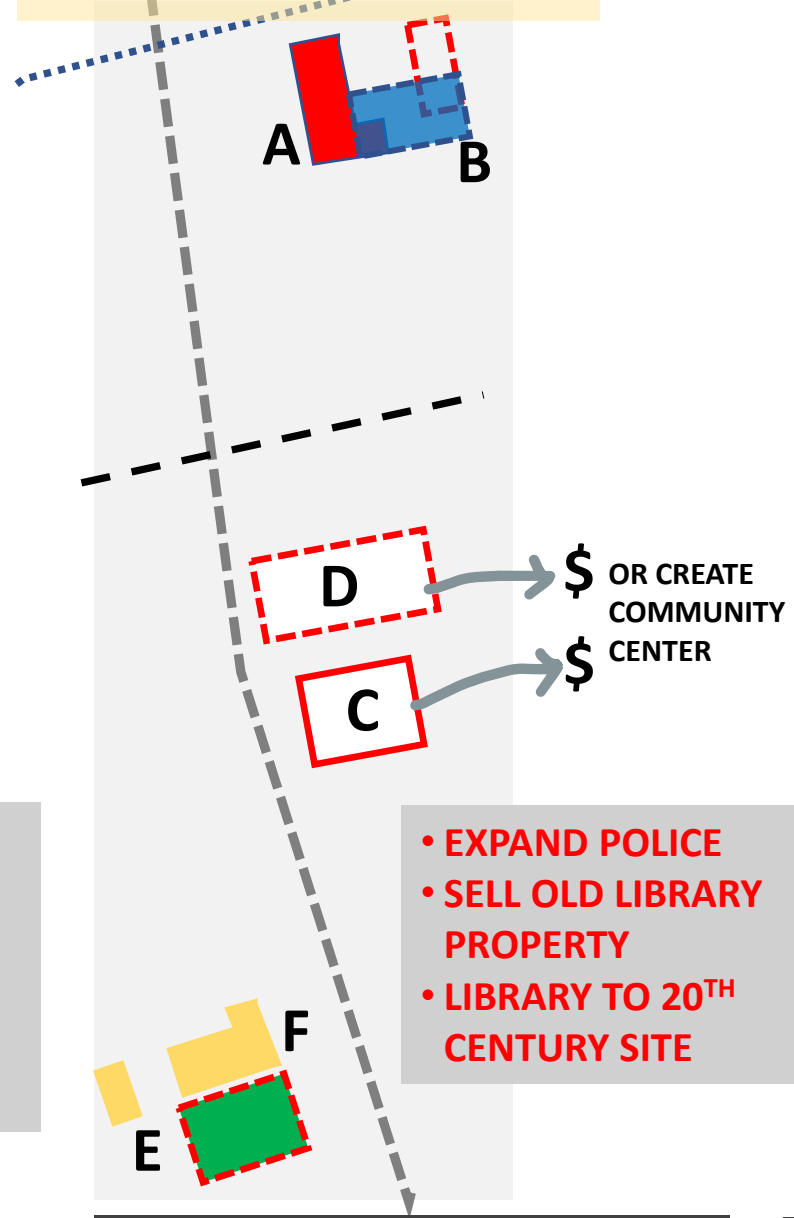 A
B
D
$ OR CREATE
COMMUNITY
CENTER
$
C
• EXPAND POLICE
• SELL OLD LIBRARY
PROPERTY
• LIBRARY TO 20TH
CENTURY SITE
F
E